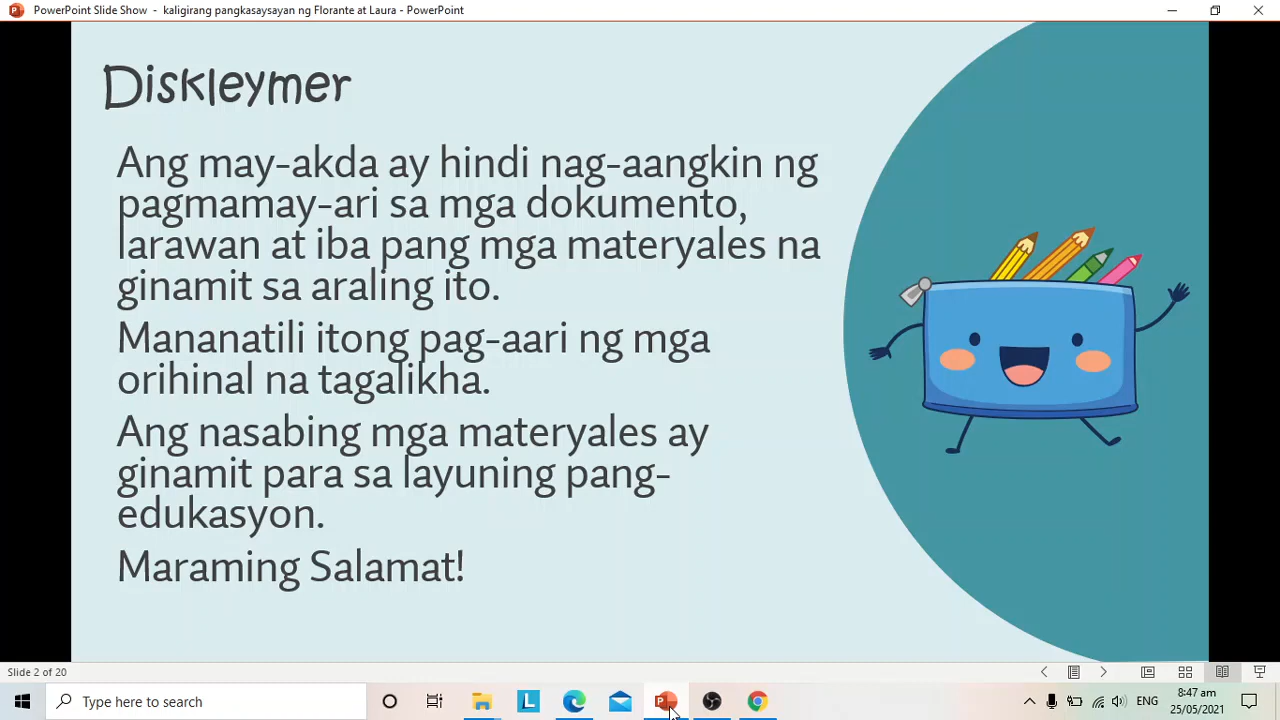 PowerPoint Slide Show - kaligirang pangkasaysayan ng Florante at Laura - PowerPoint
Diskleymer
Ang may-akda ay hindi nag-aangkin ng
pagmamay-ari sa mga dokumento,
larawan at iba pang mga materyales na
ginamit sa araling ito.
Mananatili itong pag-aari ng mga
orihinal na tagalikha.
Ang nasabing mga materyales ay
ginamit para sa layuning pang-
edukasyon.
Maraming Salamat!
Slide 2 of 20
Type here to search
L
P
ENG
8:47 am
25/05/2021